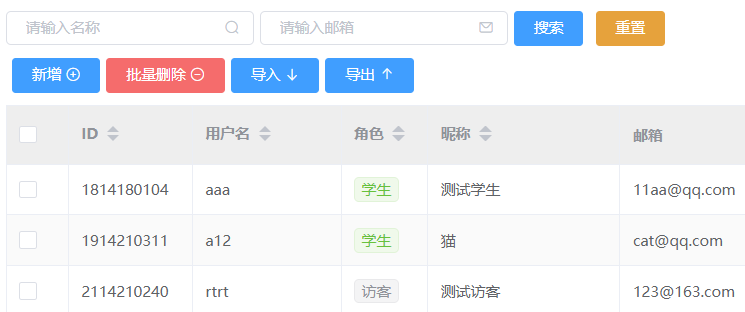 请输入名称 请输入邮箱 搜索 重置
新增 批量删除 导入 导出
ID 用户名 角色 昵称 邮箱
1814180104 aaa 学生 测试学生 11aa@qq.com
1914210311 a12 学生 猫 cat@qq.com
2114210240 rtrt 访客 测试访客 123@163.com